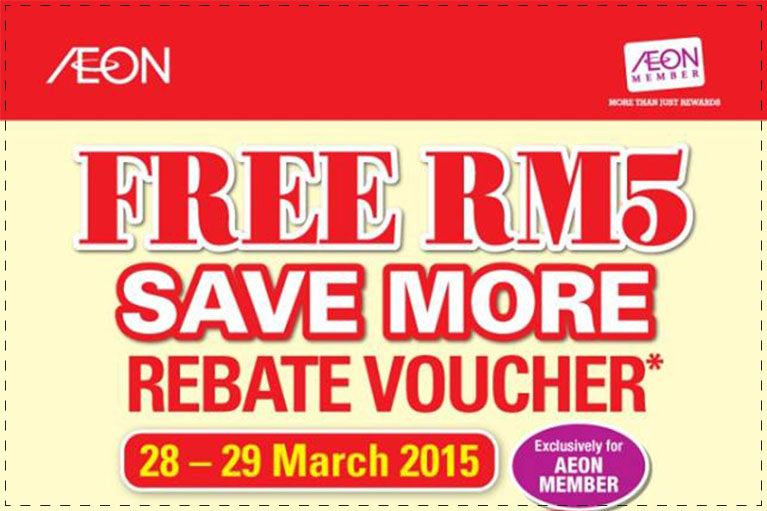 ÆON
ÆON
MEMBER
MORE THAN JUST REWARDS
FREE RM5
SAVE MORE
REBATE VOUCHER*
28 – 29 March 2015
Exclusively for
AEON
MEMBER